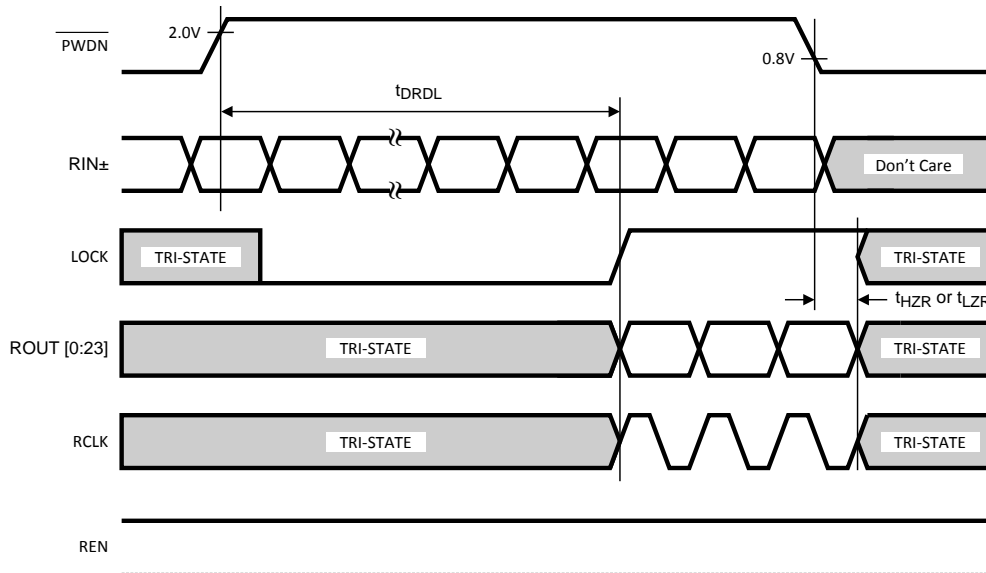 PWDN
2.0V
0.8V
tDRDL
RIN±
Don't Care
LOCK
TRI-STATE
TRI-STATE
tHZR or tLZR
ROUT [0:23]
TRI-STATE
TRI-STATE
RCLK
TRI-STATE
TRI-STATE
REN